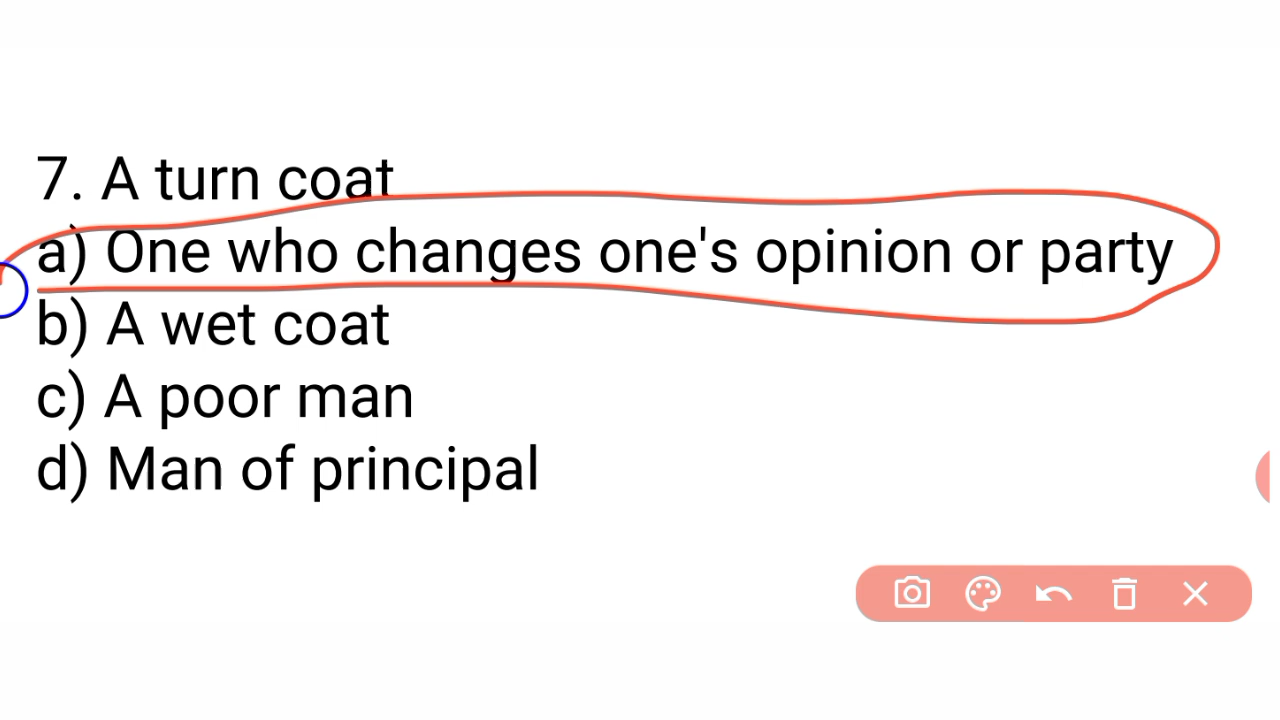 7. A turn coat
a) One who changes one's opinion or party
b) A wet coat
c) A poor man
d) Man of principal